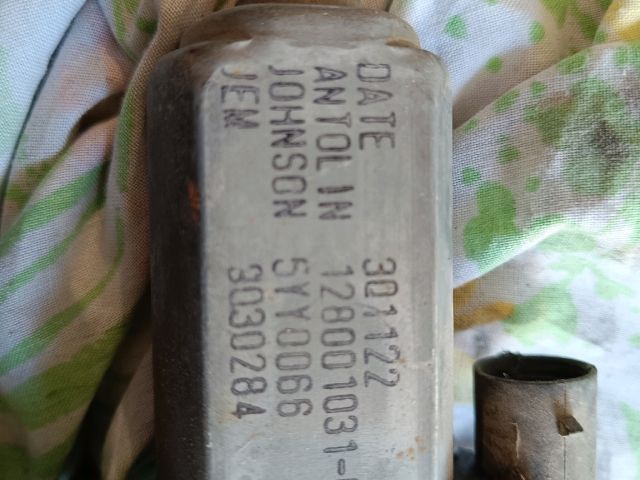 DATE 301122
ANTOLIN 128001031-
JOHNSON 5YY0066
JEM 3030284